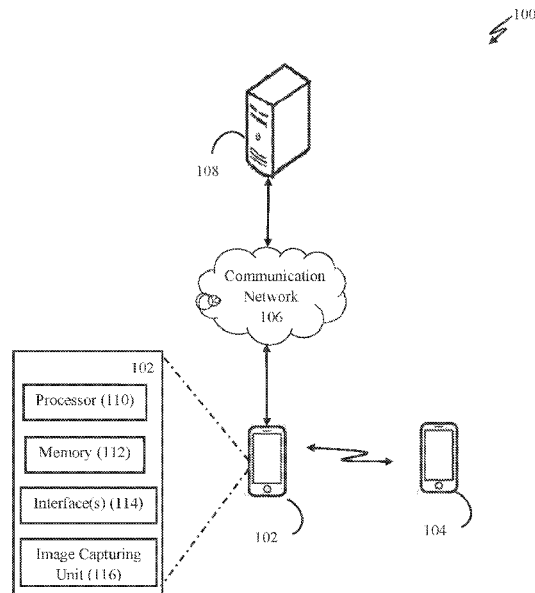 100
108
Communication
Network
106
102
Processor (110)
Memory (112)
Interface(s) (114)
Image Capturing
Unit (116)
102
104